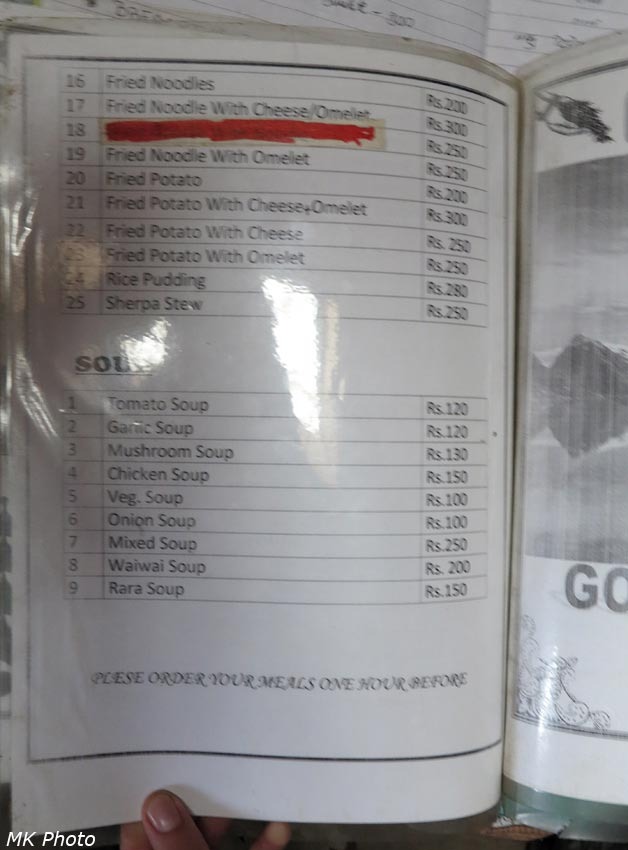 16 Fried Noodles Rs.200
17 Fried Noodle With Cheese/Omelet Rs.300
18 Rs.250
19 Fried Noodle With Omelet Rs.250
20 Fried Potato Rs.200
21 Fried Potato With Cheese+Omelet Rs.300
22 Fried Potato With Cheese Rs. 250
23 Fried Potato With Omelet Rs.250
24 Rice Pudding Rs.280
25 Sherpa Stew Rs.250
SOU
1 Tomato Soup Rs.120
2 Garlic Soup Rs.120
3 Mushroom Soup Rs.130
4 Chicken Soup Rs.150
5 Veg. Soup Rs.100
6 Onion Soup Rs.100
7 Mixed Soup Rs.250
8 Waiwai Soup Rs. 200
9 Rara Soup Rs.150
PLESE ORDER YOUR MEALS ONE HOUR BEFORE
GO
MK Photo